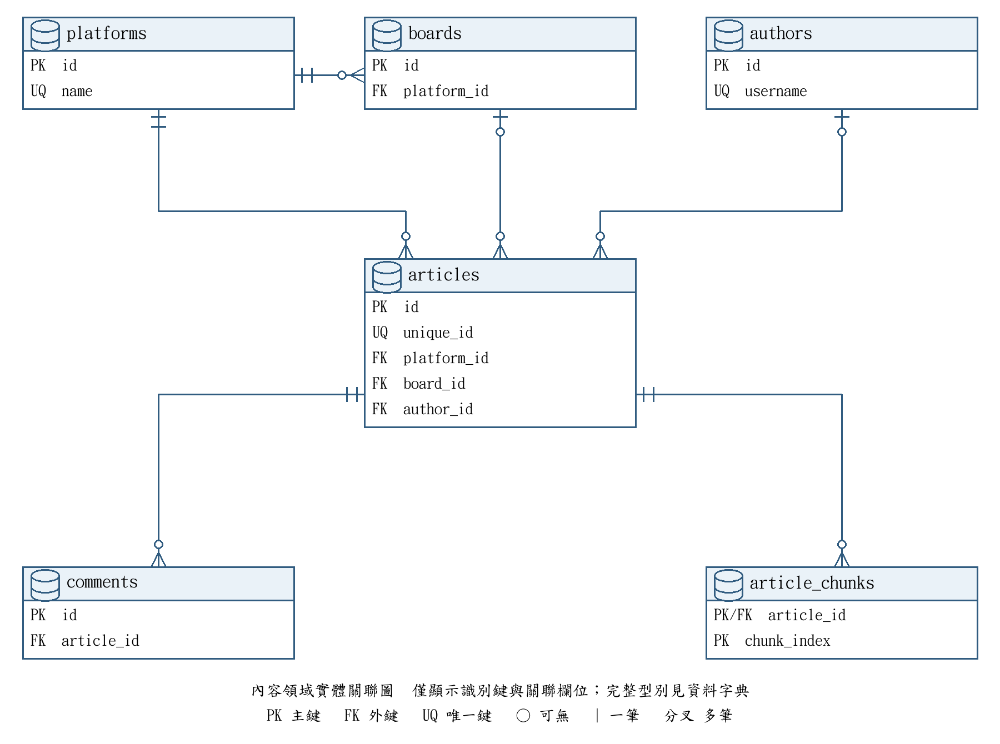 platforms
PK id
UQ name
boards
PK id
FK platform_id
authors
PK id
UQ username
articles
PK id
UQ unique_id
FK platform_id
FK board_id
FK author_id
comments
PK id
FK article_id
article_chunks
PK/FK article_id
PK chunk_index
內容領域實體關聯圖 僅顯示識別鍵與關聯欄位；完整型別見資料字典
PK 主鍵 FK 外鍵 UQ 唯一鍵 ○ 可無 | 一筆 分叉 多筆